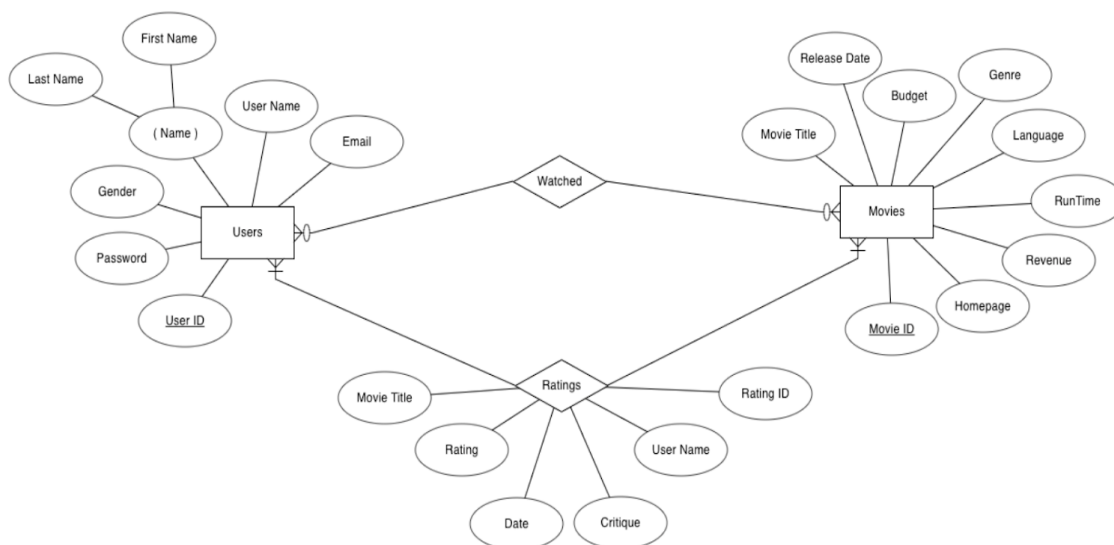 First Name
Last Name
User Name
( Name )
Email
Gender
Users
Password
User ID
Watched
Release Date
Genre
Budget
Movie Title
Language
Movies
RunTime
Revenue
Homepage
Movie ID
Ratings
Movie Title
Rating ID
Rating
User Name
Date
Critique